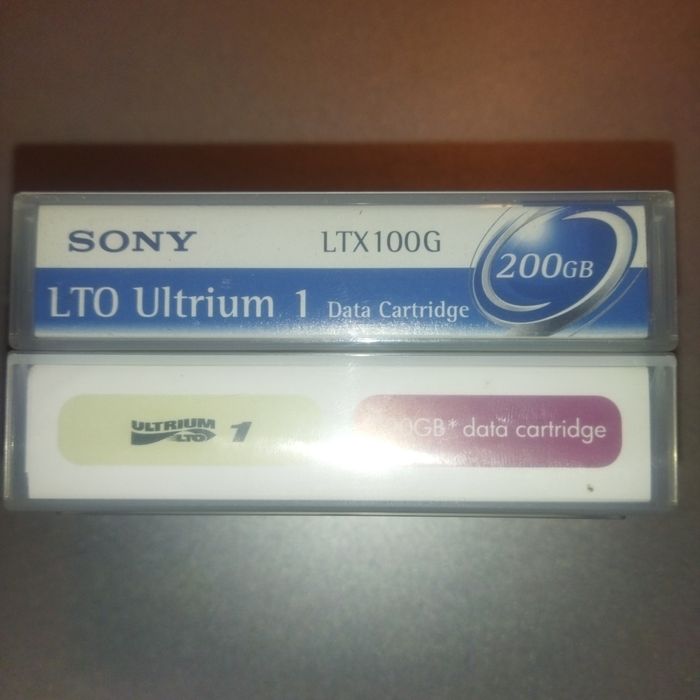 SONY LTX100G
200GB
LTO Ultrium 1 Data Cartridge
ULTRIUM
LTO 1
data cartridge